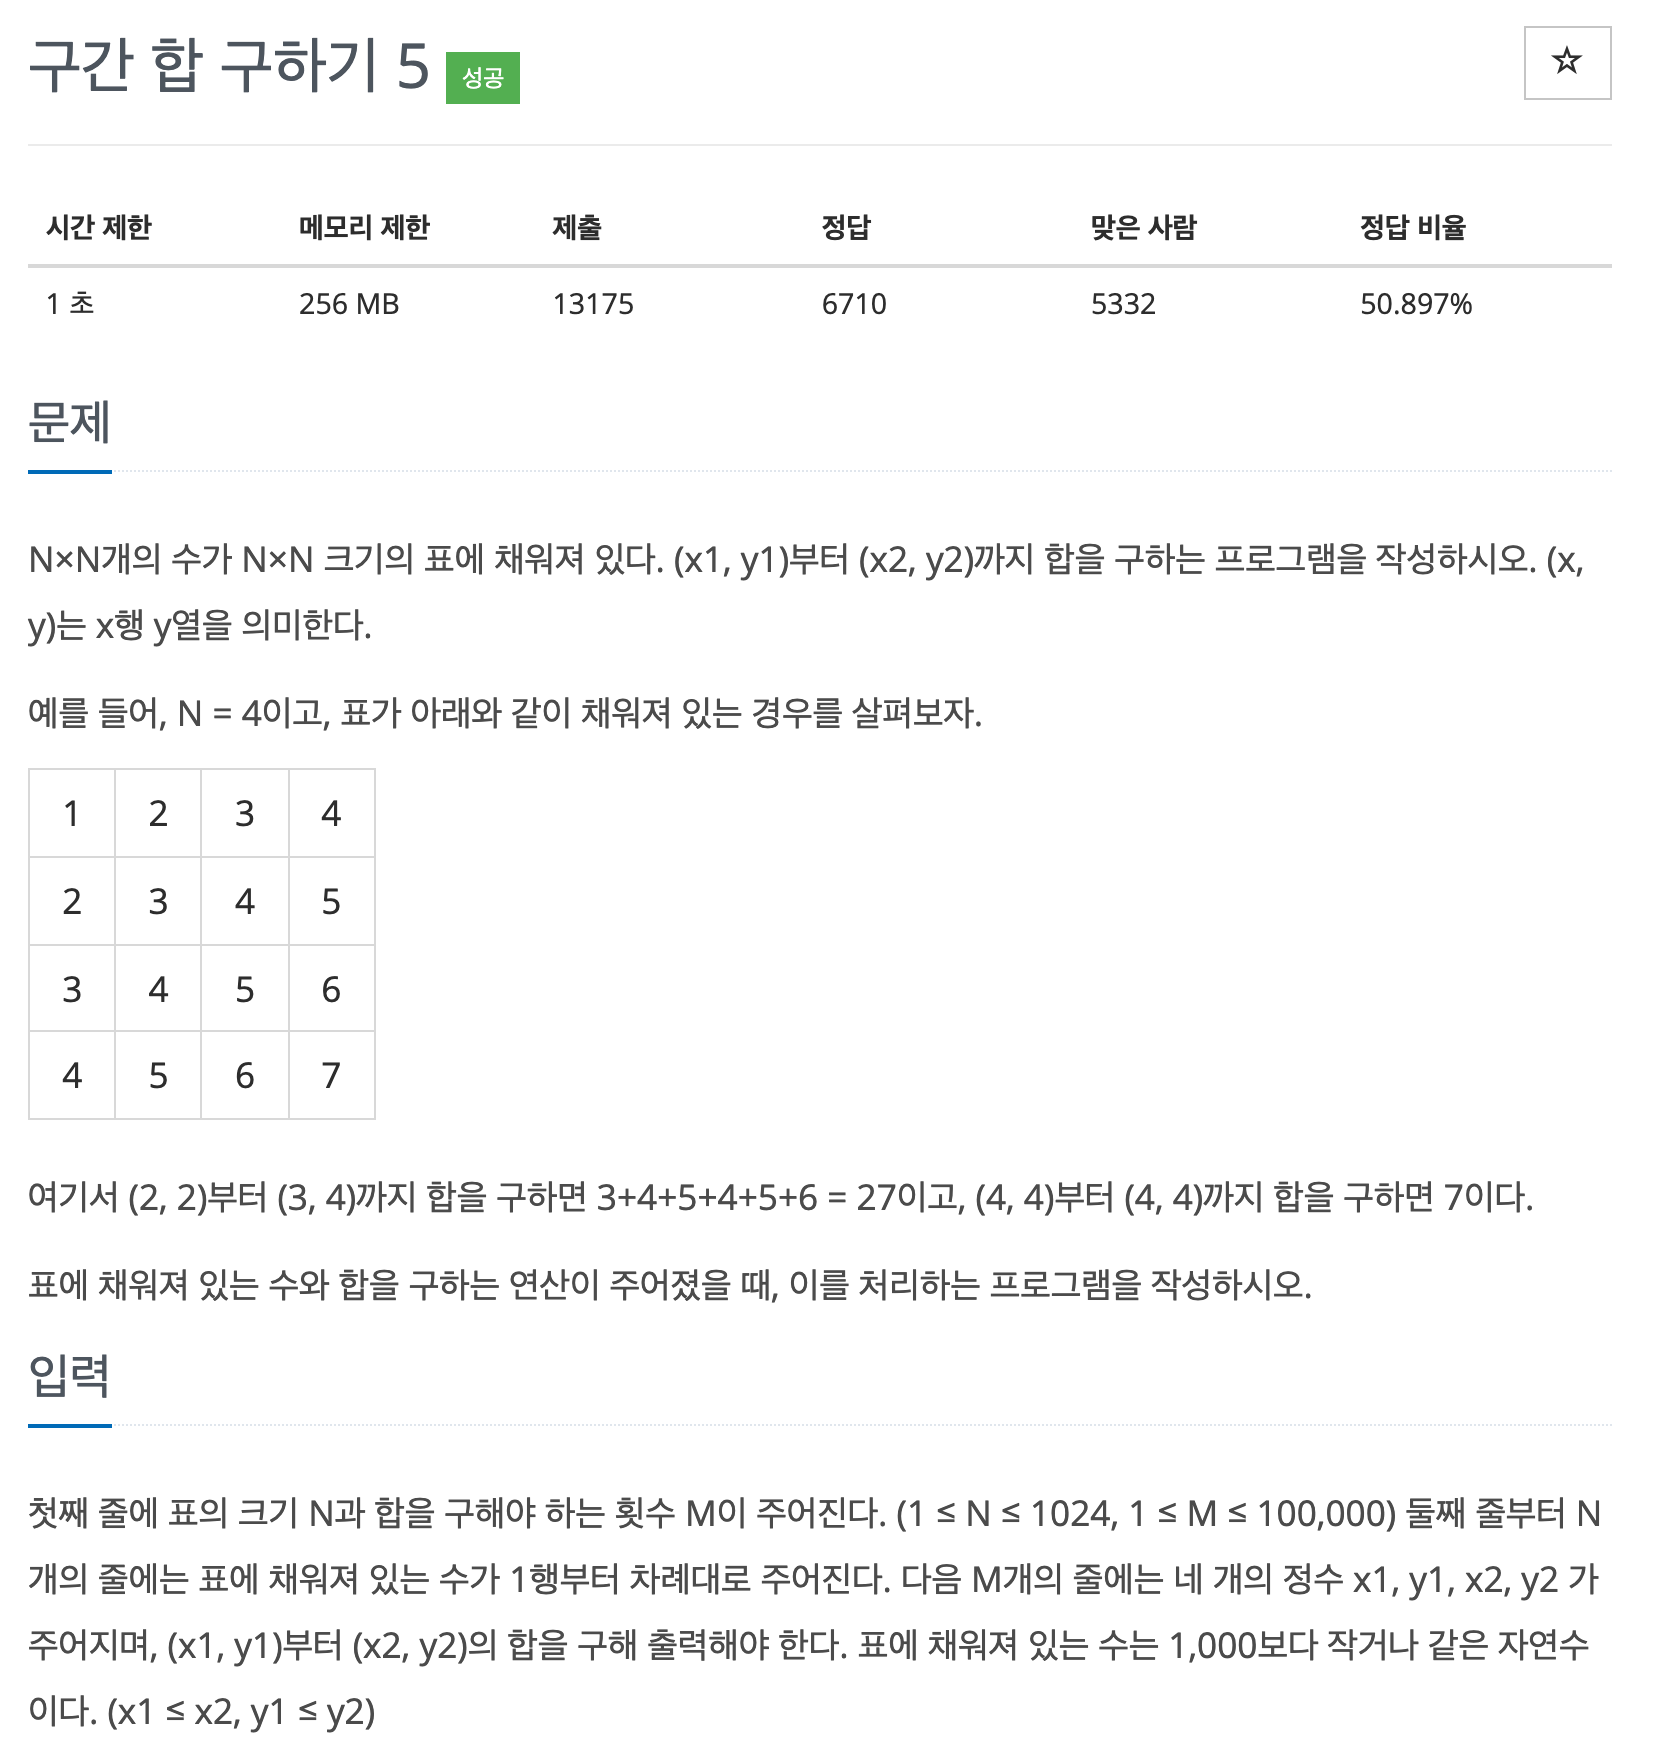 구간 합 구하기 5 성공
☆
시간 제한 메모리 제한 제출 정답 맞은 사람 정답 비율
1 초 256 MB 13175 6710 5332 50.897%
문제
N×N개의 수가 N×N 크기의 표에 채워져 있다. (x1, y1)부터 (x2, y2)까지 합을 구하는 프로그램을 작성하시오. (x,
y)는 x행 y열을 의미한다.
예를 들어, N = 4이고, 표가 아래와 같이 채워져 있는 경우를 살펴보자.
1 2 3 4
2 3 4 5
3 4 5 6
4 5 6 7
여기서 (2, 2)부터 (3, 4)까지 합을 구하면 3+4+5+4+5+6 = 27이고, (4, 4)부터 (4, 4)까지 합을 구하면 7이다.
표에 채워져 있는 수와 합을 구하는 연산이 주어졌을 때, 이를 처리하는 프로그램을 작성하시오.
입력
첫째 줄에 표의 크기 N과 합을 구해야 하는 횟수 M이 주어진다. (1 ≤ N ≤ 1024, 1 ≤ M ≤ 100,000) 둘째 줄부터 N
개의 줄에는 표에 채워져 있는 수가 1행부터 차례대로 주어진다. 다음 M개의 줄에는 네 개의 정수 x1, y1, x2, y2 가
주어지며, (x1, y1)부터 (x2, y2)의 합을 구해 출력해야 한다. 표에 채워져 있는 수는 1,000보다 작거나 같은 자연수
이다. (x1 ≤ x2, y1 ≤ y2)